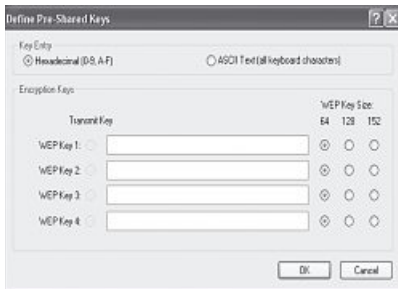 Define Pre-Shared Keys
Key Entry
Hexadecimal (0-9, A-F) ASCII Text (all keyboard characters)
Encryption Keys
WEP Key Size:
Transmit Key 64 128 152
WEP Key 1:
WEP Key 2:
WEP Key 3:
WEP Key 4:
OK Cancel